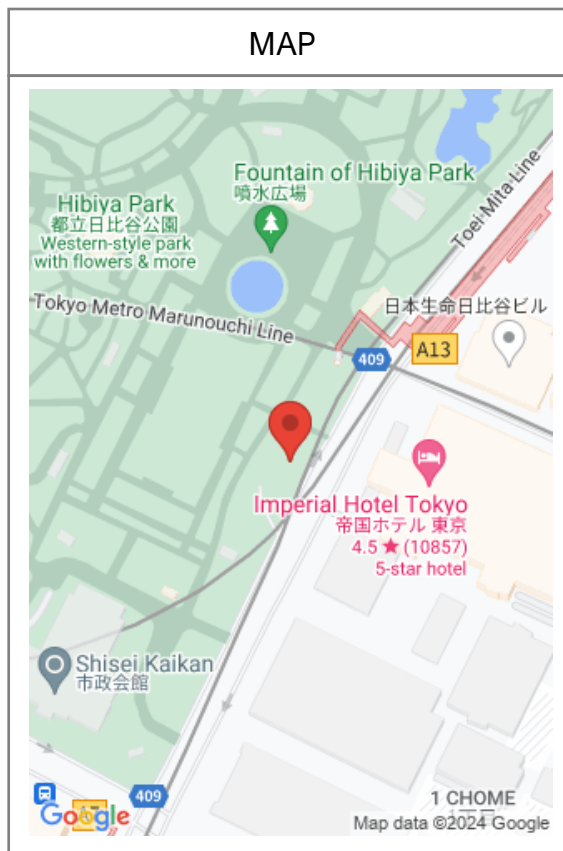 MAP
Fountain of Hibiya Park
噴水広場
Toei Mita Line
Hibiya Park
都立日比谷公園
Western-style park
with flowers & more
Tokyo Metro Marunouchi Line
日本生命日比谷ビル
409
A13
Imperial Hotel Tokyo
帝国ホテル 東京
4.5 ★ (10857)
5-star hotel
Shisei Kaikan
市政会館
409
Google
1 CHOME
Map data ©2024 Google